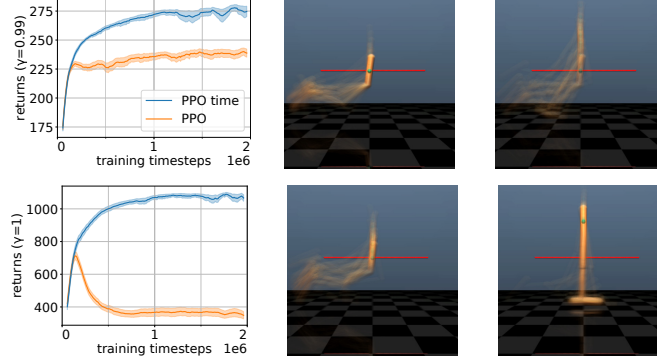 returns (γ=0.99)
275
250
225
200
175
PPO time
PPO
0
1
2
training timesteps
1e6
returns (γ=1)
1000
800
600
400
0
1
2
training timesteps
1e6